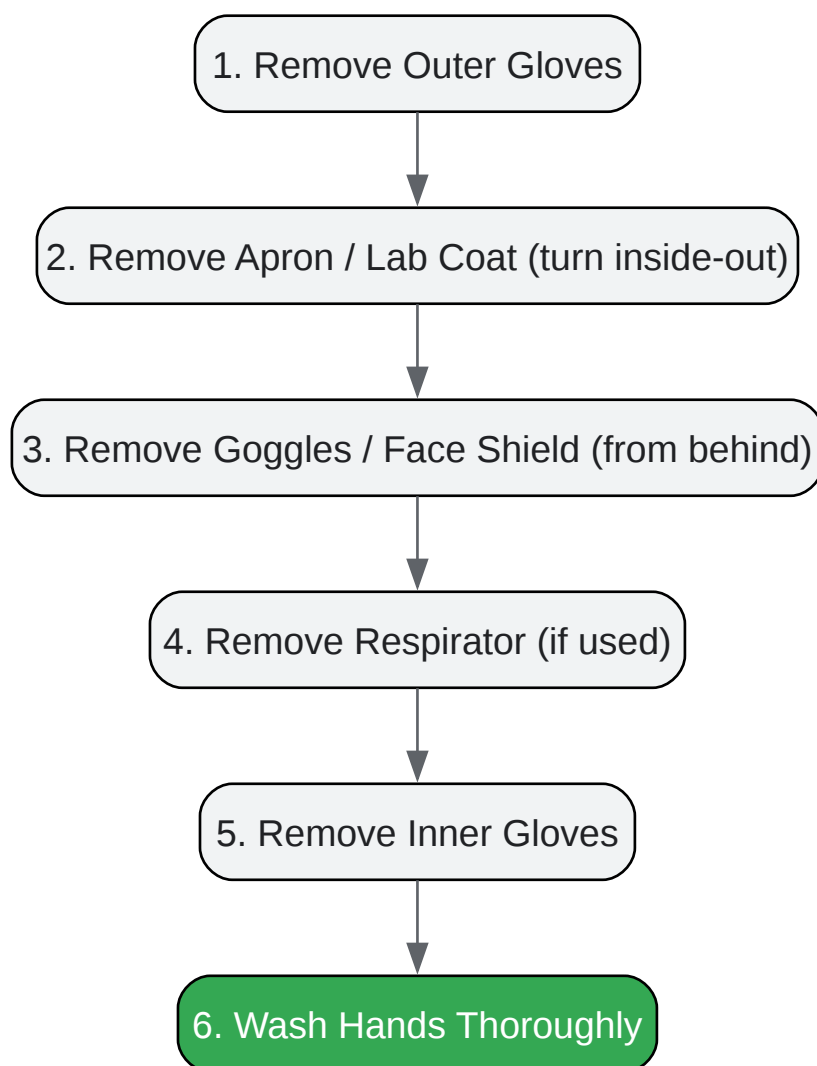 1. Remove Outer Gloves
2. Remove Apron / Lab Coat (turn inside-out)
3. Remove Goggles / Face Shield (from behind)
4. Remove Respirator (if used)
5. Remove Inner Gloves
6. Wash Hands Thoroughly